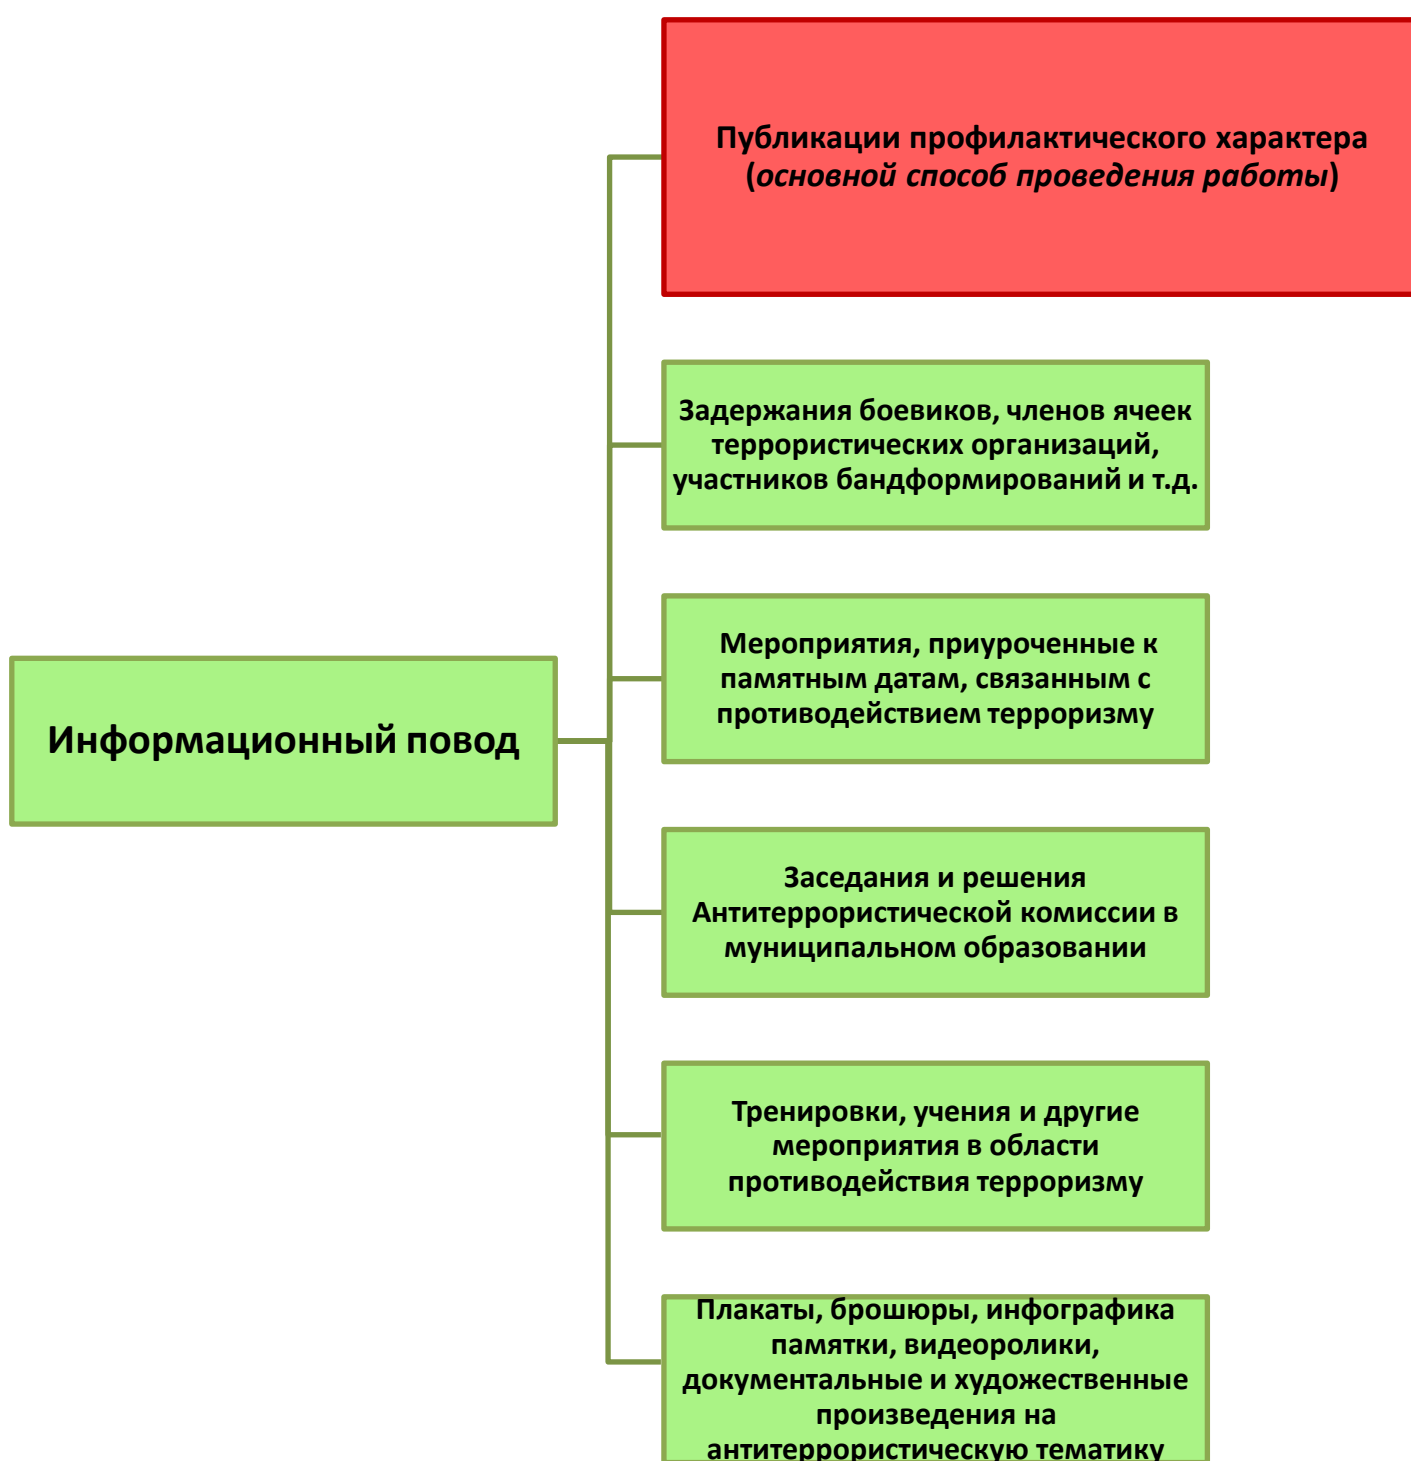 Публикации профилактического характера
(основной способ проведения работы)
Задержания боевиков, членов ячеек
террористических организаций,
участников бандформирований и т.д.
Мероприятия, приуроченные к
памятным датам, связанным с
противодействием терроризму
Информационный повод
Заседания и решения
Антитеррористической комиссии в
муниципальном образовании
Тренировки, учения и другие
мероприятия в области
противодействия терроризму
Плакаты, брошюры, инфографика
памятки, видеоролики,
документальные и художественные
произведения на
антитеррористическую тематику